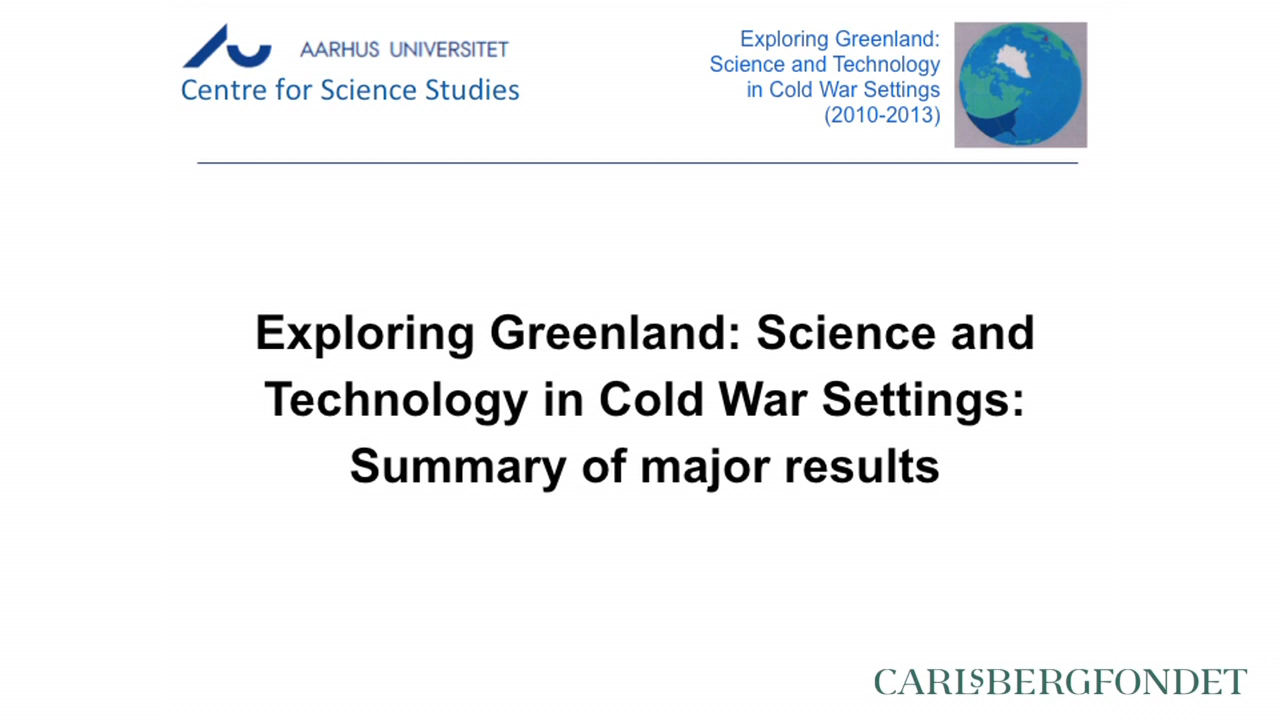 AARHUS UNIVERSITET
Centre for Science Studies
Exploring Greenland:
Science and Technology
in Cold War Settings
(2010-2013)
Exploring Greenland: Science and
Technology in Cold War Settings:
Summary of major results
CARLSBERGFONDET